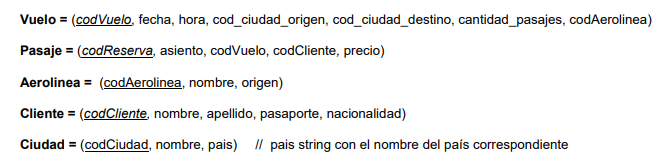 Vuelo = (codVuelo, fecha, hora, cod_ciudad_origen, cod_ciudad_destino, cantidad_pasajes, codAerolinea)
Pasaje = (codReserva, asiento, codVuelo, codCliente, precio)
Aerolinea = (codAerolinea, nombre, origen)
Cliente = (codCliente, nombre, apellido, pasaporte, nacionalidad)
Ciudad = (codCiudad, nombre, pais) // pais string con el nombre del país correspondiente